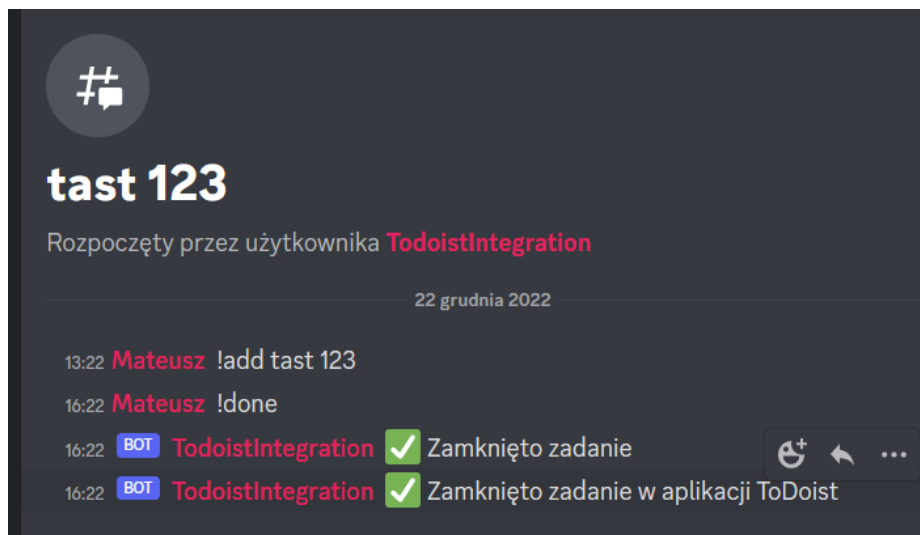 tast 123
Rozpoczęty przez użytkownika TodoistIntegration
22 grudnia 2022
13:22 Mateusz !add tast 123
16:22 Mateusz !done
16:22 BOT TodoistIntegration ✅ Zamknięto zadanie
16:22 BOT TodoistIntegration ✅ Zamknięto zadanie w aplikacji ToDoist